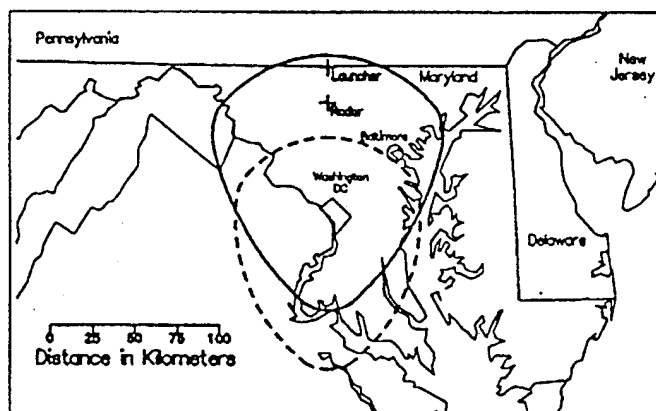 Pennsylvania
New
Jersey
Launcher
Maryland
Radar
Baltimore
Washington
DC
Delaware
0 25 50 75 100
Distance in Kilometers